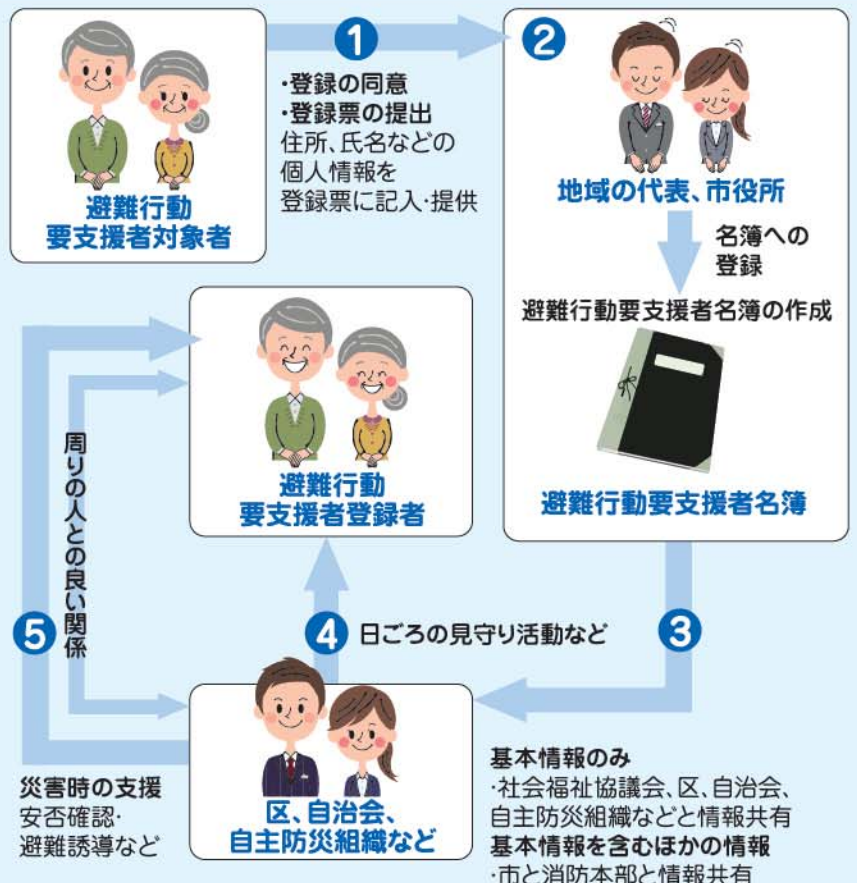 避難行動
要支援者対象者
1
・登録の同意
・登録票の提出
住所、氏名などの
個人情報を
登録票に記入・提供
2
地域の代表、市役所
名簿への
登録
避難行動要支援者名簿の作成
避難行動要支援者名簿
避難行動
要支援者登録者
周りの人との良い関係
5
4
日ごろの見守り活動など
3
災害時の支援
安否確認・
避難誘導など
区、自治会、
自主防災組織など
基本情報のみ
・社会福祉協議会、区、自治会、
自主防災組織などと情報共有
基本情報を含むほかの情報
・市と消防本部と情報共有